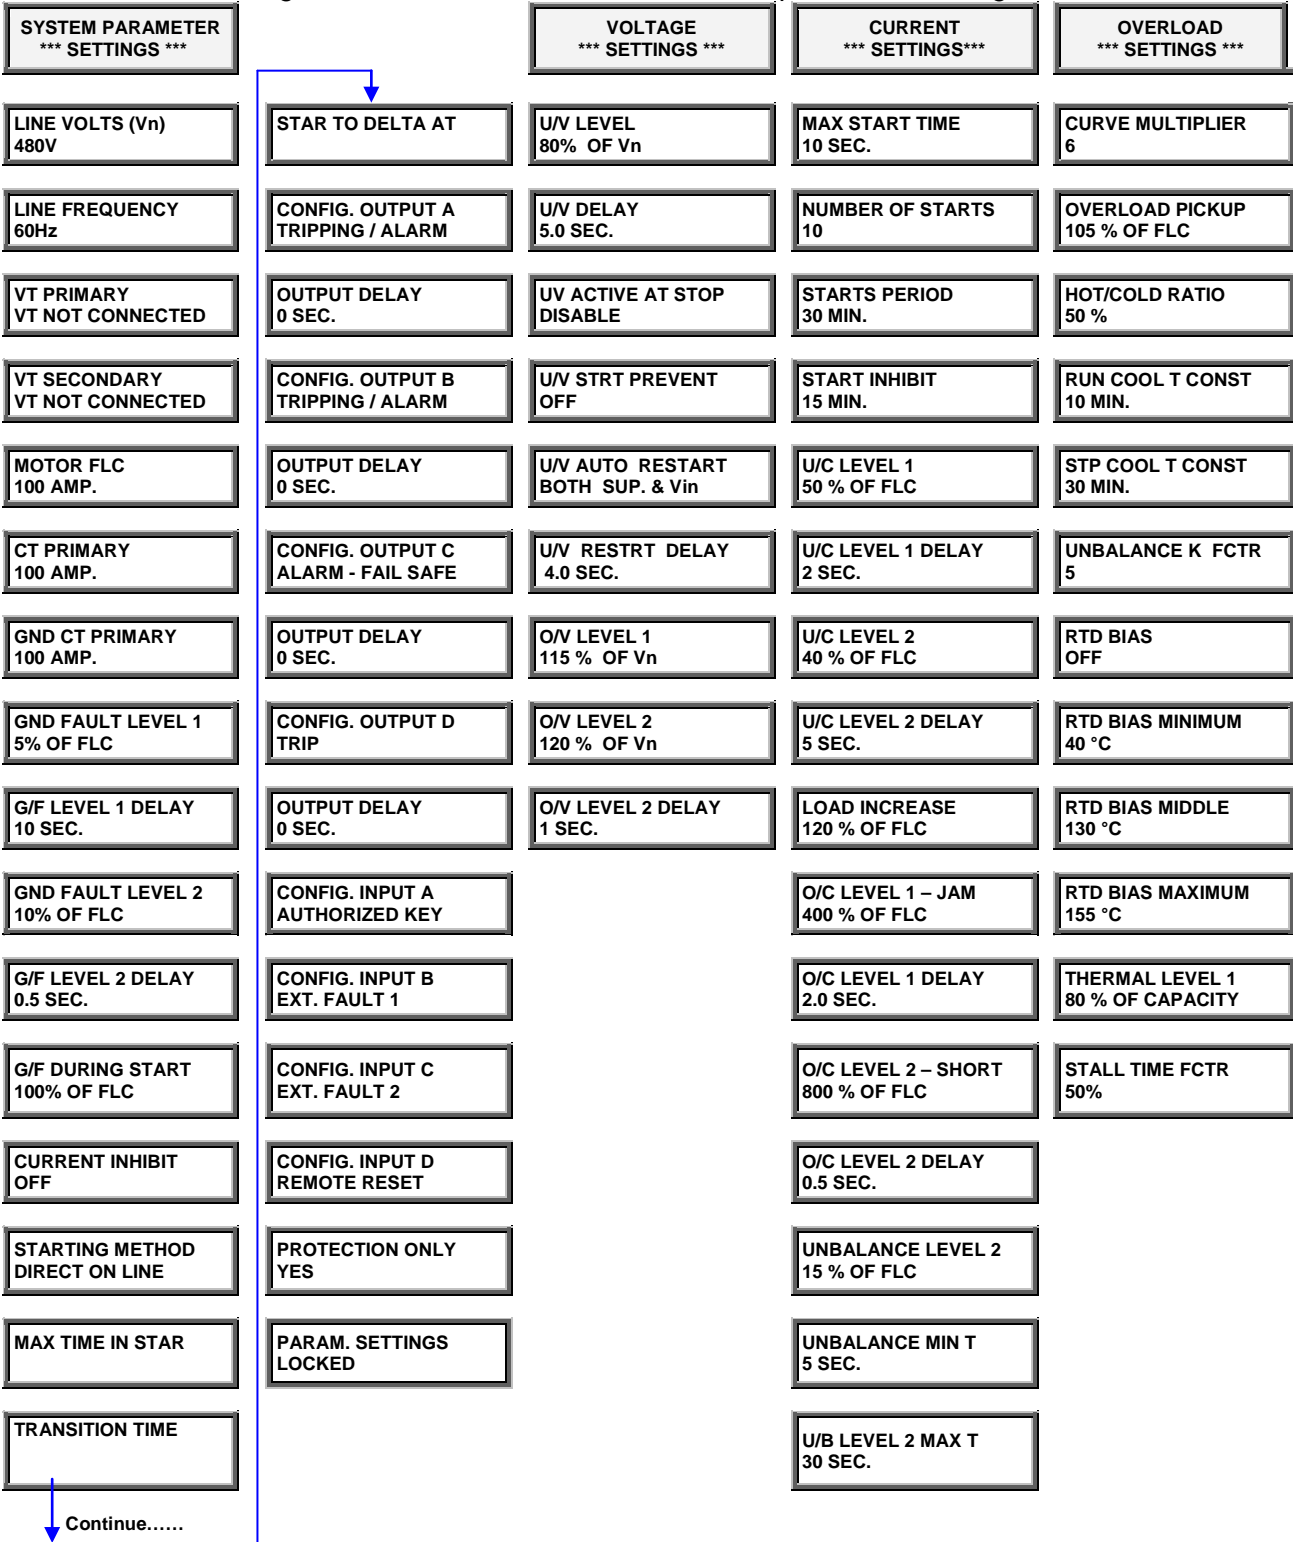 SYSTEM PARAMETER
*** SETTINGS ***
LINE VOLTS (Vn)
480V
LINE FREQUENCY
60Hz
VT PRIMARY
VT NOT CONNECTED
VT SECONDARY
VT NOT CONNECTED
MOTOR FLC
100 AMP.
CT PRIMARY
100 AMP.
GND CT PRIMARY
100 AMP.
GND FAULT LEVEL 1
5% OF FLC
G/F LEVEL 1 DELAY
10 SEC.
GND FAULT LEVEL 2
10% OF FLC
G/F LEVEL 2 DELAY
0.5 SEC.
G/F DURING START
100% OF FLC
CURRENT INHIBIT
OFF
STARTING METHOD
DIRECT ON LINE
MAX TIME IN STAR
TRANSITION TIME
Continue......
STAR TO DELTA AT
CONFIG. OUTPUT A
TRIPPING / ALARM
OUTPUT DELAY
0 SEC.
CONFIG. OUTPUT B
TRIPPING / ALARM
OUTPUT DELAY
0 SEC.
CONFIG. OUTPUT C
ALARM - FAIL SAFE
OUTPUT DELAY
0 SEC.
CONFIG. OUTPUT D
TRIP
OUTPUT DELAY
0 SEC.
CONFIG. INPUT A
AUTHORIZED KEY
CONFIG. INPUT B
EXT. FAULT 1
CONFIG. INPUT C
EXT. FAULT 2
CONFIG. INPUT D
REMOTE RESET
PROTECTION ONLY
YES
PARAM. SETTINGS
LOCKED
VOLTAGE
*** SETTINGS ***
U/V LEVEL
80% OF Vn
U/V DELAY
5.0 SEC.
UV ACTIVE AT STOP
DISABLE
U/V STRT PREVENT
OFF
U/V AUTO RESTART
BOTH SUP. & Vin
U/V RESTRT DELAY
4.0 SEC.
O/V LEVEL 1
115 % OF Vn
O/V LEVEL 2
120 % OF Vn
O/V LEVEL 2 DELAY
1 SEC.
CURRENT
*** SETTINGS***
MAX START TIME
10 SEC.
NUMBER OF STARTS
10
STARTS PERIOD
30 MIN.
START INHIBIT
15 MIN.
U/C LEVEL 1
50 % OF FLC
U/C LEVEL 1 DELAY
2 SEC.
U/C LEVEL 2
40 % OF FLC
U/C LEVEL 2 DELAY
5 SEC.
LOAD INCREASE
120 % OF FLC
O/C LEVEL 1 – JAM
400 % OF FLC
O/C LEVEL 1 DELAY
2.0 SEC.
O/C LEVEL 2 – SHORT
800 % OF FLC
O/C LEVEL 2 DELAY
0.5 SEC.
UNBALANCE LEVEL 2
15 % OF FLC
UNBALANCE MIN T
5 SEC.
U/B LEVEL 2 MAX T
30 SEC.
OVERLOAD
*** SETTINGS ***
CURVE MULTIPLIER
6
OVERLOAD PICKUP
105 % OF FLC
HOT/COLD RATIO
50 %
RUN COOL T CONST
10 MIN.
STP COOL T CONST
30 MIN.
UNBALANCE K FCTR
5
RTD BIAS
OFF
RTD BIAS MINIMUM
40 °C
RTD BIAS MIDDLE
130 °C
RTD BIAS MAXIMUM
155 °C
THERMAL LEVEL 1
80 % OF CAPACITY
STALL TIME FCTR
50%